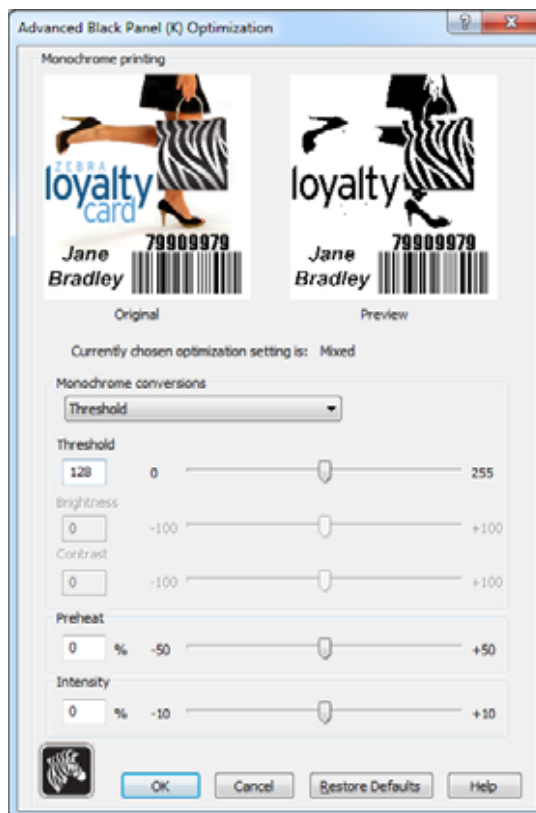 Advanced Black Panel (K) Optimization
Monochrome printing
ZEBRA
loyalty
card
79909979
Jane
Bradley
loyalty
79909979
Jane
Bradley
Original Preview
Currently chosen optimization setting is: Mixed
Monochrome conversions
Threshold
Threshold
128 0 255
Brightness
0 -100 +100
Contrast
0 -100 +100
Preheat
0 % -50 +50
Intensity
0 % -10 +10
OK Cancel Restore Defaults Help